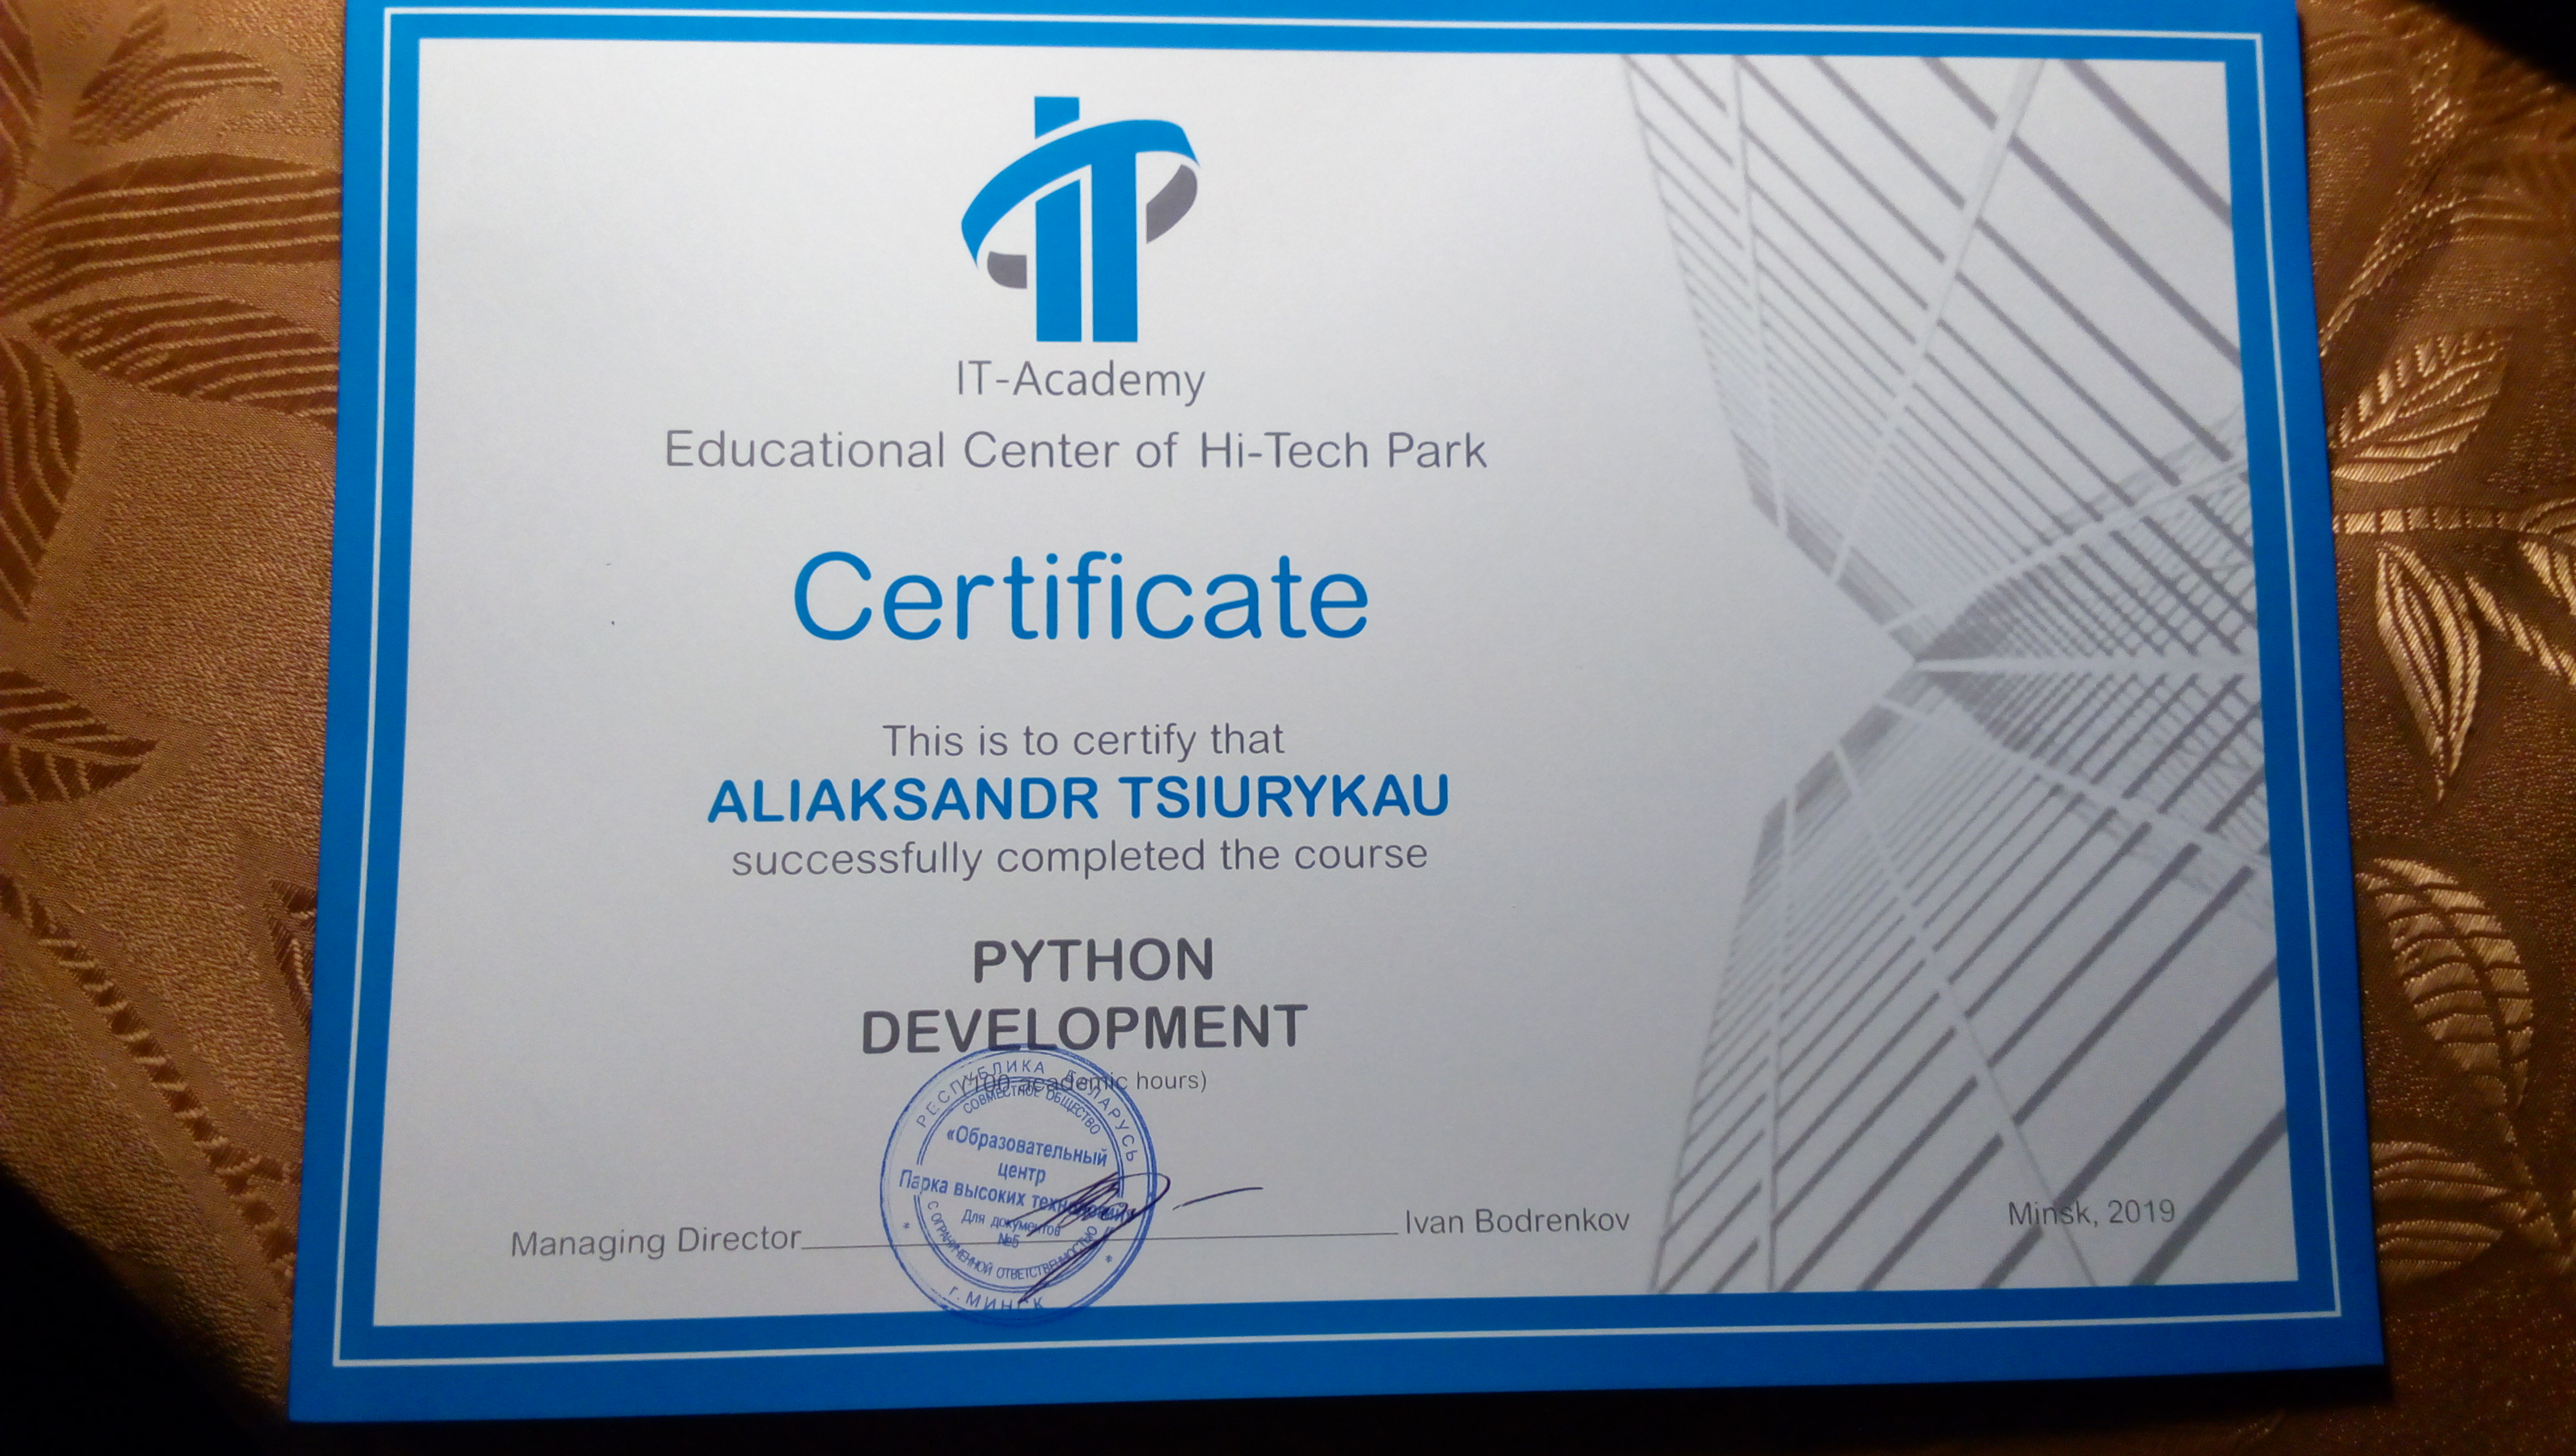 IT-Academy
Educational Center of Hi-Tech Park
Certificate
This is to certify that
ALIAKSANDR TSIURYKAU
successfully completed the course
PYTHON
DEVELOPMENT
(100 academic hours)
РЕСПУБЛИКА БЕЛАРУСЬ
СОВМЕСТНОЕ ОБЩЕСТВО
«Образовательный
центр
Парка высоких технологий»
Для документов
№5
С ОГРАНИЧЕННОЙ ОТВЕТСТВЕННОСТЬЮ
г. МИНСК
Managing Director
Ivan Bodrenkov
Minsk, 2019